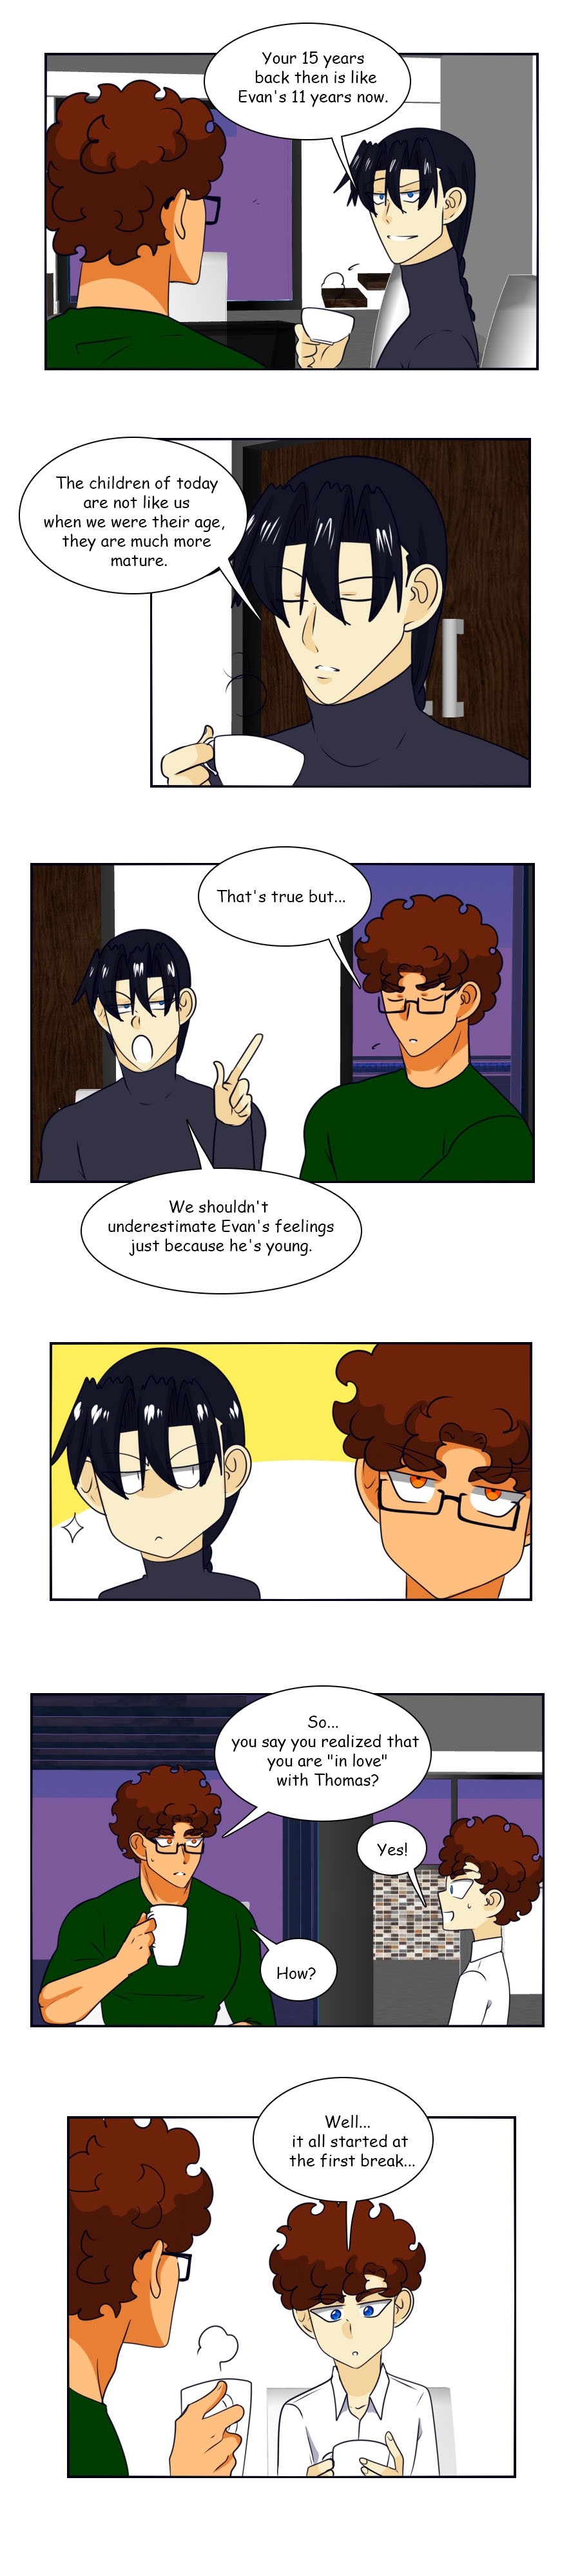 Your 15 years
back then is like
Evan's 11 years now.
The children of today
are not like us
when we were their age,
they are much more
mature.
That's true but...
We shouldn't
underestimate Evan's feelings
just because he's young.
So...
you say you realized that
you are "in love"
with Thomas?
Yes!
How?
Well...
it all started at
the first break...